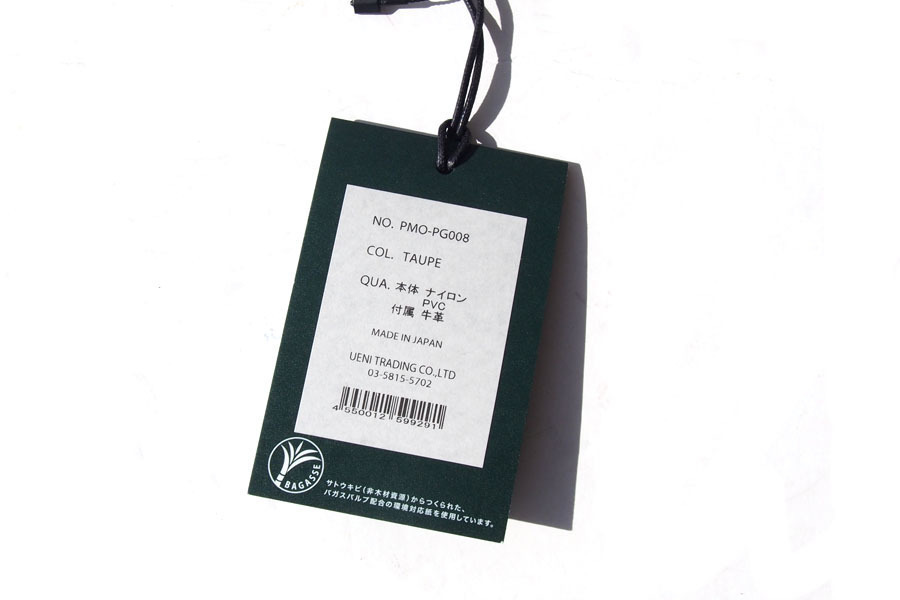 NO. PMO-PG008
COL. TAUPE
QUA. 本体 ナイロン
PVC
付属 牛革
MADE IN JAPAN
UENI TRADING CO.,LTD
03-5815-5702
4 550012 599291
BAGASSE
サトウキビ(非木材資源)からつくられた、
バガスパルプ配合の環境対応紙を使用しています。